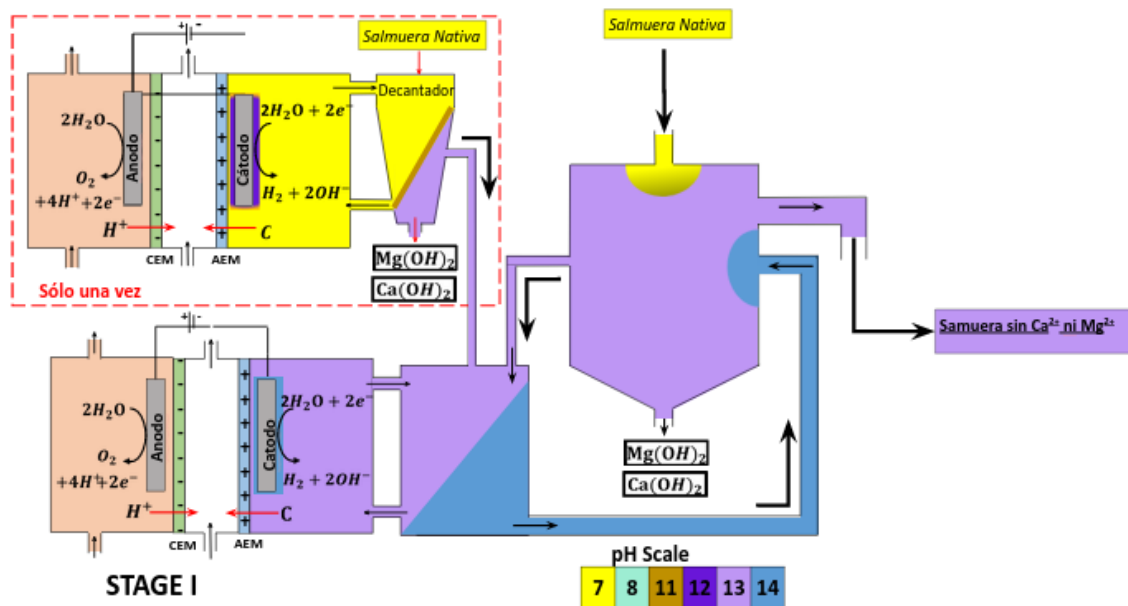 + -
Salmuera Nativa
Salmuera Nativa
Decantador
2H₂O
Anodo
O₂
+4H⁺+2e⁻
H⁺
CEM
AEM
C
Cátodo
2H₂O + 2e⁻
H₂ + 2OH⁻
Mg(OH)₂
Ca(OH)₂
Sólo una vez
+ -
2H₂O
Anodo
O₂
+4H⁺+2e⁻
H⁺
CEM
AEM
C
Catodo
2H₂O + 2e⁻
H₂ + 2OH⁻
Samuera sin Ca²⁺ ni Mg²⁺
Mg(OH)₂
Ca(OH)₂
STAGE I
pH Scale
7 8 11 12 13 14